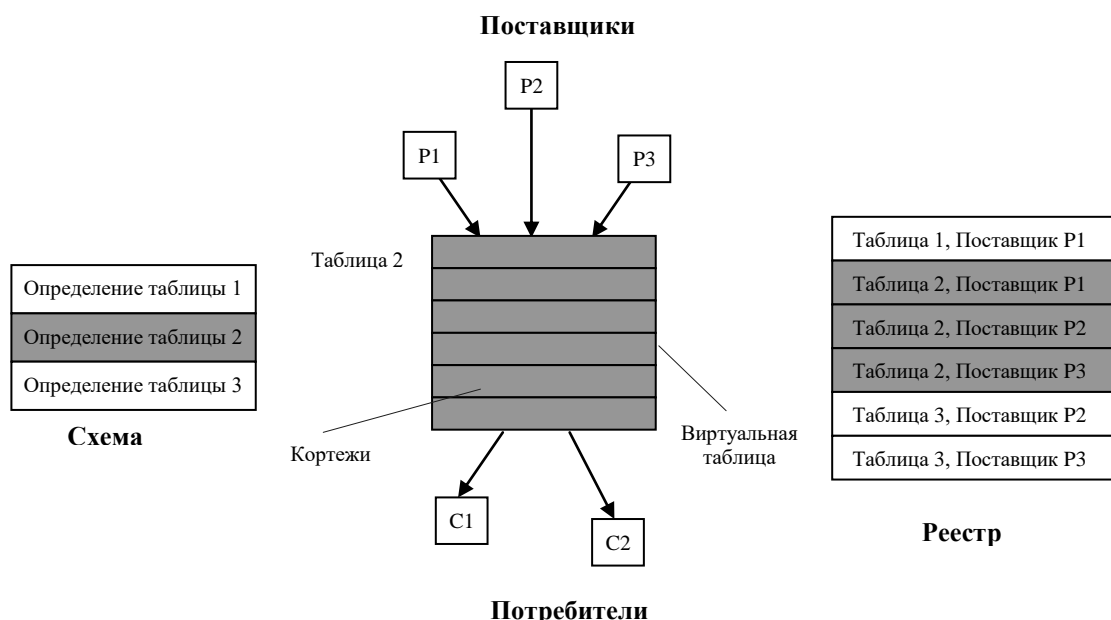 Поставщики
P2
P1
P3
Таблица 2
Определение таблицы 1
Определение таблицы 2
Определение таблицы 3
Схема
Кортежи
Виртуальная
таблица
C1
C2
Потребители
Таблица 1, Поставщик P1
Таблица 2, Поставщик P1
Таблица 2, Поставщик P2
Таблица 2, Поставщик P3
Таблица 3, Поставщик P2
Таблица 3, Поставщик P3
Реестр